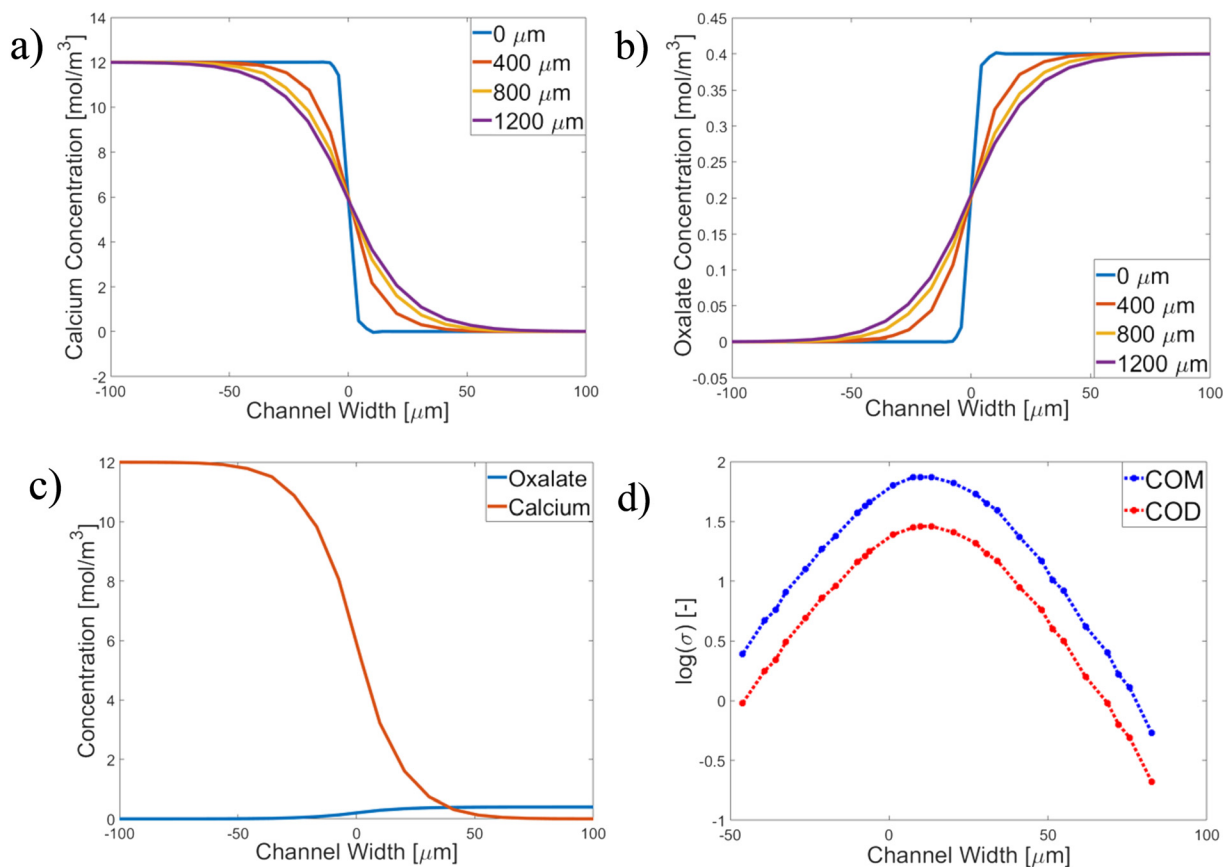 a)
Calcium Concentration [mol/m³]
14
12
10
8
6
4
2
0
-2
-100
-50
0
50
100
Channel Width [μm]
0 μm
400 μm
800 μm
1200 μm
b)
Oxalate Concentration [mol/m³]
0.45
0.4
0.35
0.3
0.25
0.2
0.15
0.1
0.05
0
-0.05
-100
-50
0
50
100
Channel Width [μm]
0 μm
400 μm
800 μm
1200 μm
c)
Concentration [mol/m³]
12
10
8
6
4
2
0
-100
-50
0
50
100
Channel Width [μm]
Oxalate
Calcium
d)
log(σ) [-]
2
1.5
1
0.5
0
-0.5
-1
-50
0
50
100
Channel Width [μm]
COM
COD